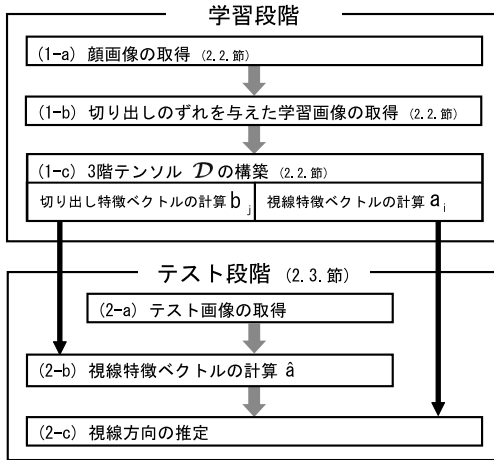 学習段階
(1-a) 顔画像の取得 (2.2.節)
(1-b) 切り出しのずれを与えた学習画像の取得 (2.2.節)
(1-c) 3階テンソル 𝒟 の構築 (2.2.節)
切り出し特徴ベクトルの計算 b j
視線特徴ベクトルの計算 a i
テスト段階 (2.3.節)
(2-a) テスト画像の取得
(2-b) 視線特徴ベクトルの計算 â
(2-c) 視線方向の推定